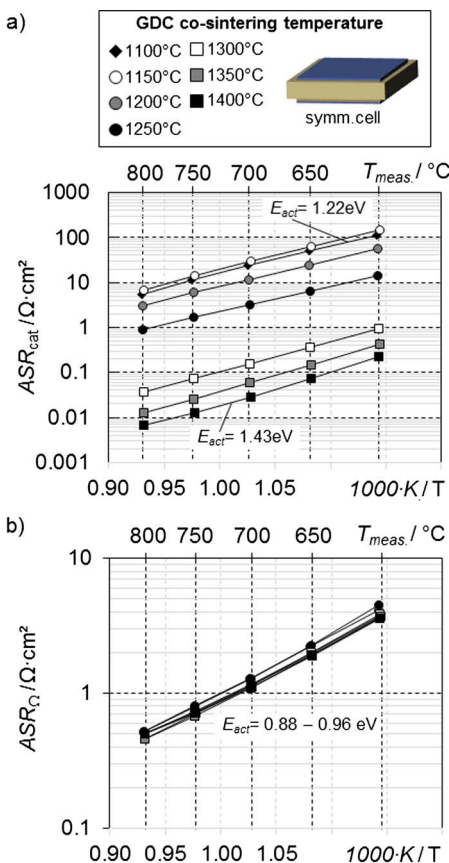 a)
GDC co-sintering temperature
1100°C 1300°C
1150°C 1350°C
1200°C 1400°C
1250°C
symm.cell
800 750 700 650 Tmeas./ °C
1000
100
10
1
0.1
0.01
0.001
ASRcat /Ω·cm²
Eact= 1.22eV
Eact= 1.43eV
0.90 0.95 1.00 1.05 1000·K/T
b)
800 750 700 650 Tmeas./ °C
10
1
0.1
ASRΩ /Ω·cm²
Eact= 0.88 – 0.96 eV
0.90 0.95 1.00 1.05 1000·K/T